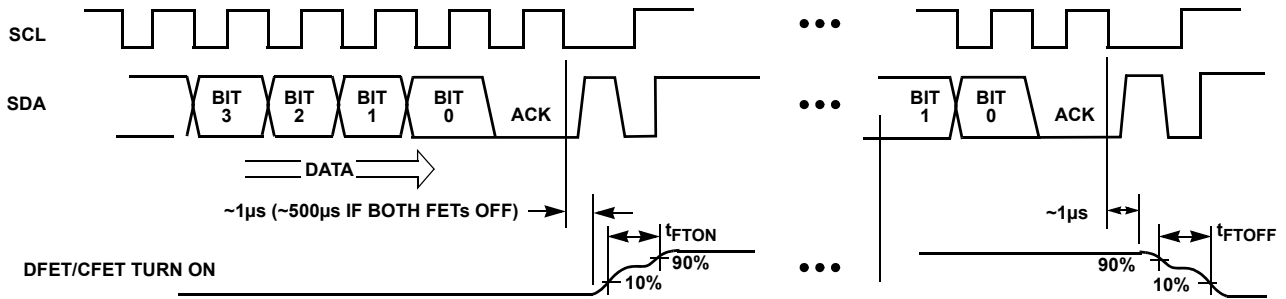 SCL
SDA
BIT 3
BIT 2
BIT 1
BIT 0
ACK
BIT 1
BIT 0
ACK
DATA
~1µs (~500µs IF BOTH FETs OFF)
~1µs
tFTON
tFTOFF
DFET/CFET TURN ON
10%
90%
90%
10%